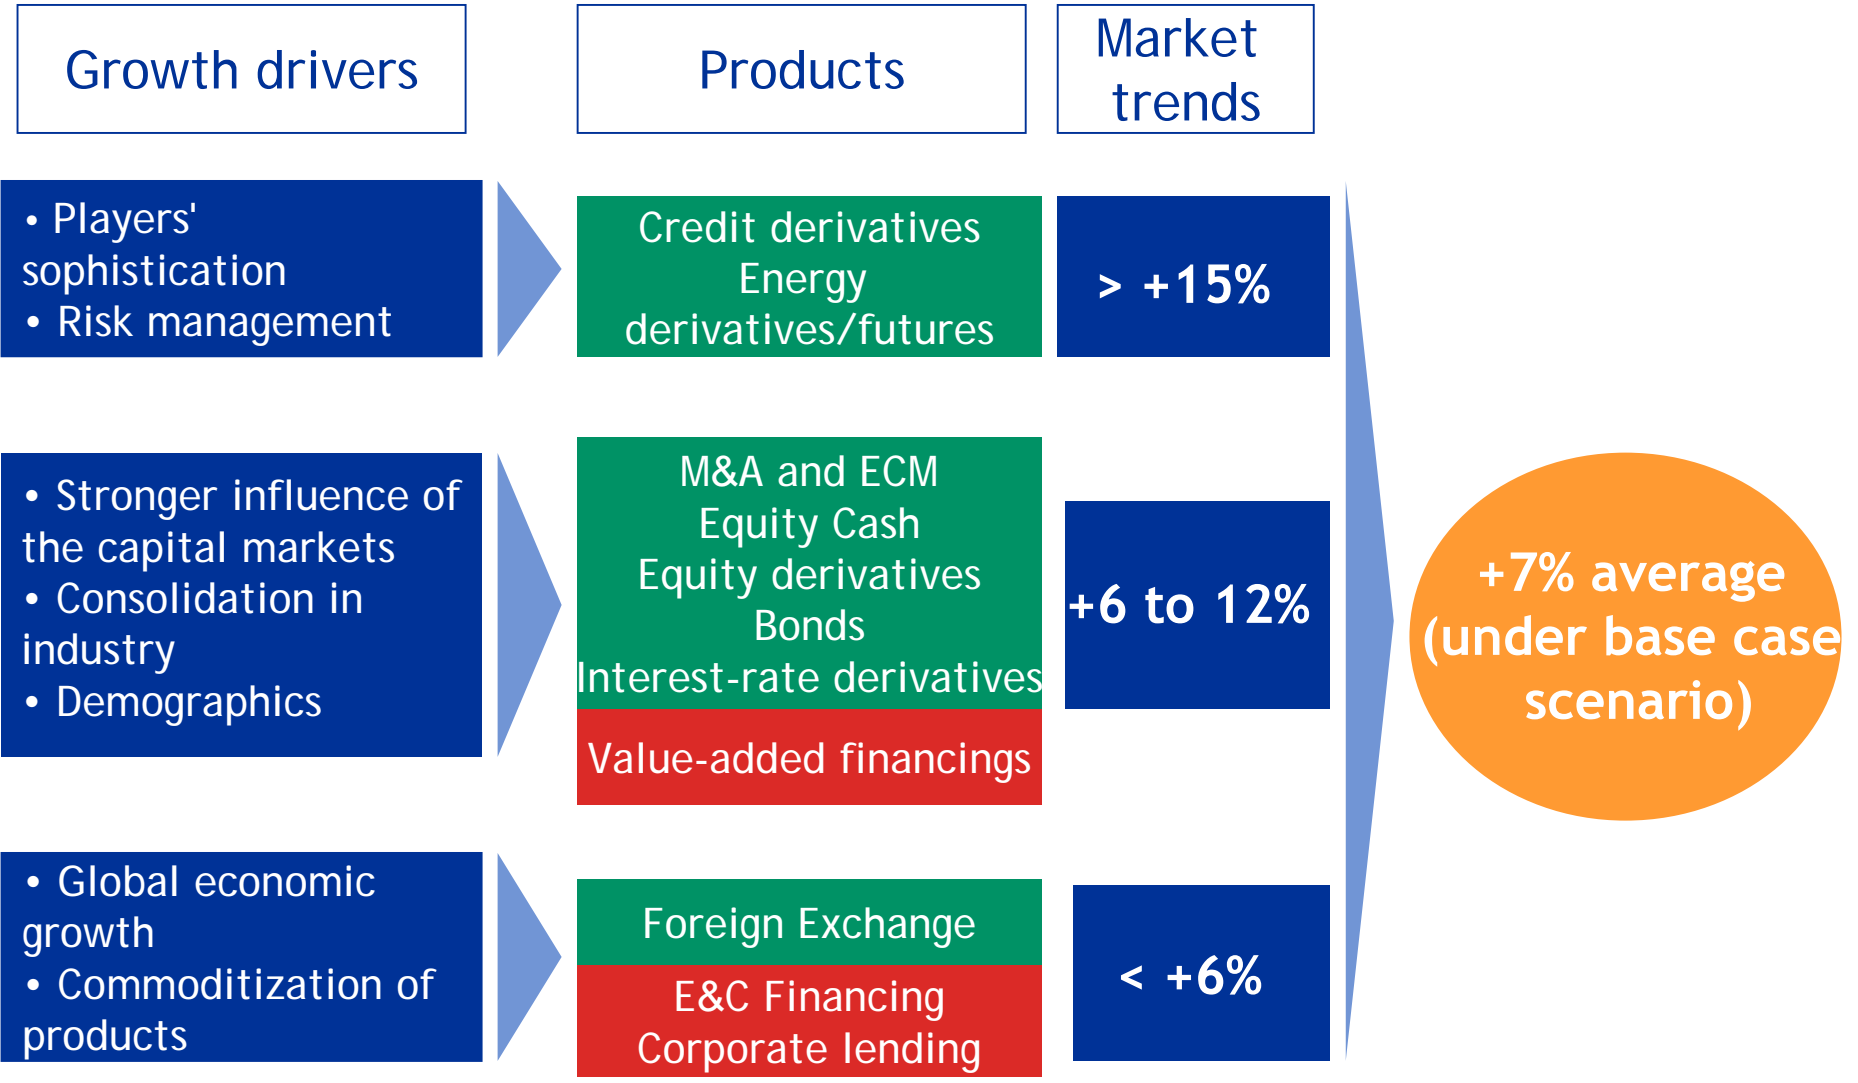 Growth drivers
Products
Market
trends
• Players'
sophistication
• Risk management
Credit derivatives
Energy
derivatives/futures
> +15%
• Stronger influence of
the capital markets
• Consolidation in
industry
• Demographics
M&A and ECM
Equity Cash
Equity derivatives
Bonds
Interest-rate derivatives
Value-added financings
+6 to 12%
• Global economic
growth
• Commoditization of
products
Foreign Exchange
E&C Financing
Corporate lending
< +6%
+7% average
(under base case
scenario)